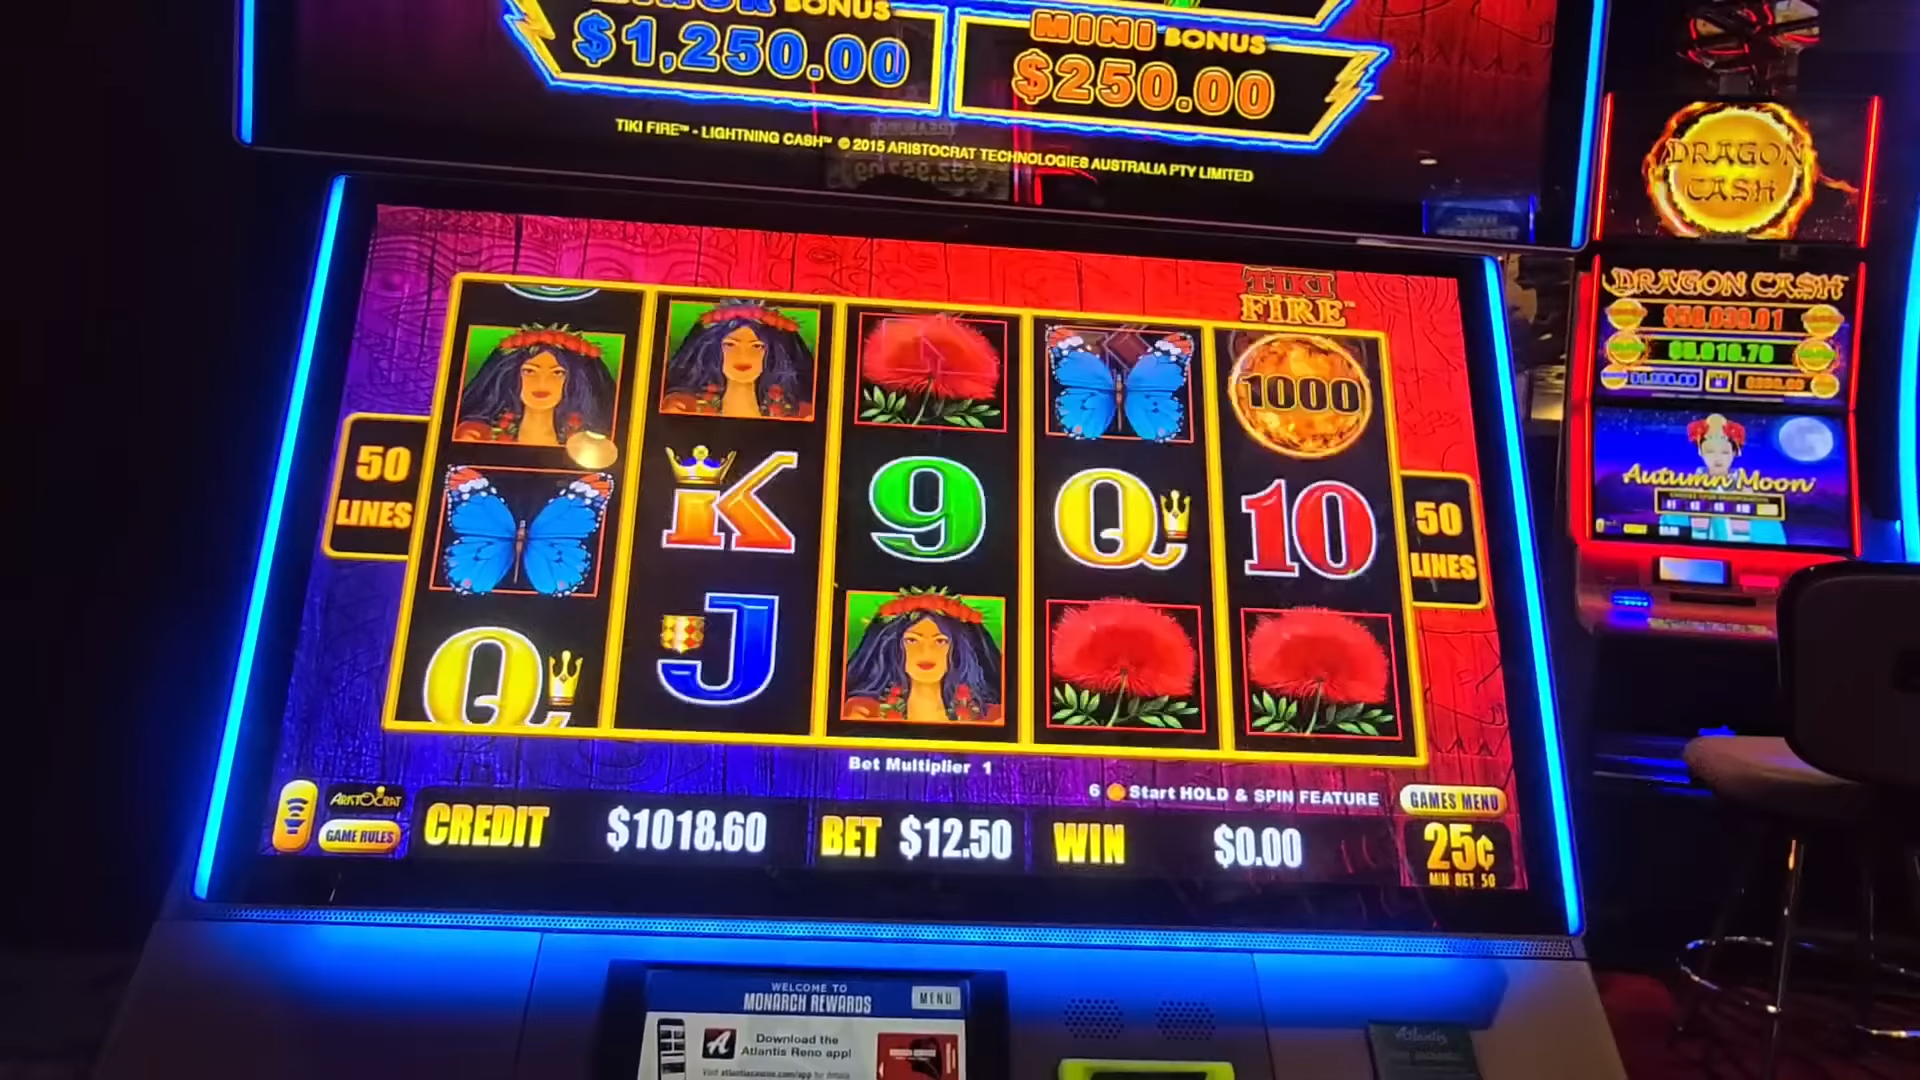 BONUS
$1,250.00
MINI BONUS
$250.00
TIKI FIRE™ - LIGHTNING CASH™ © 2015 ARISTOCRAT TECHNOLOGIES AUSTRALIA PTY LIMITED
DRAGON
CASH
DRAGON CASH
TIKI
FIRE™
1000
50
LINES
K
9
Q
10
50
LINES
Q
J
Autumn Moon
Bet Multiplier 1
6 Start HOLD & SPIN FEATURE
GAMES MENU
ARISTOCRAT
GAME RULES
CREDIT $1018.60 BET $12.50 WIN $0.00
25¢
MIN BET 50
WELCOME TO
MONARCH REWARDS
MENU
A
Download the
Atlantis Reno app!
Atlantis